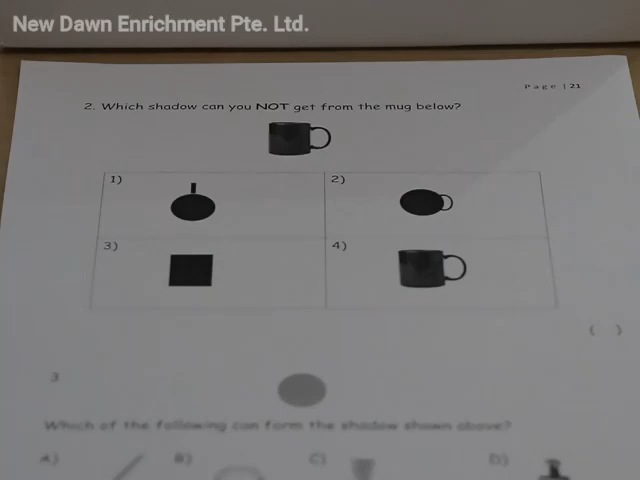 New Dawn Enrichment Pte. Ltd.
Page | 21
2. Which shadow can you NOT get from the mug below?
1)
2)
3)
4)
( )
3
Which of the following can form the shadow shown above?
A)
B)
C)
D)